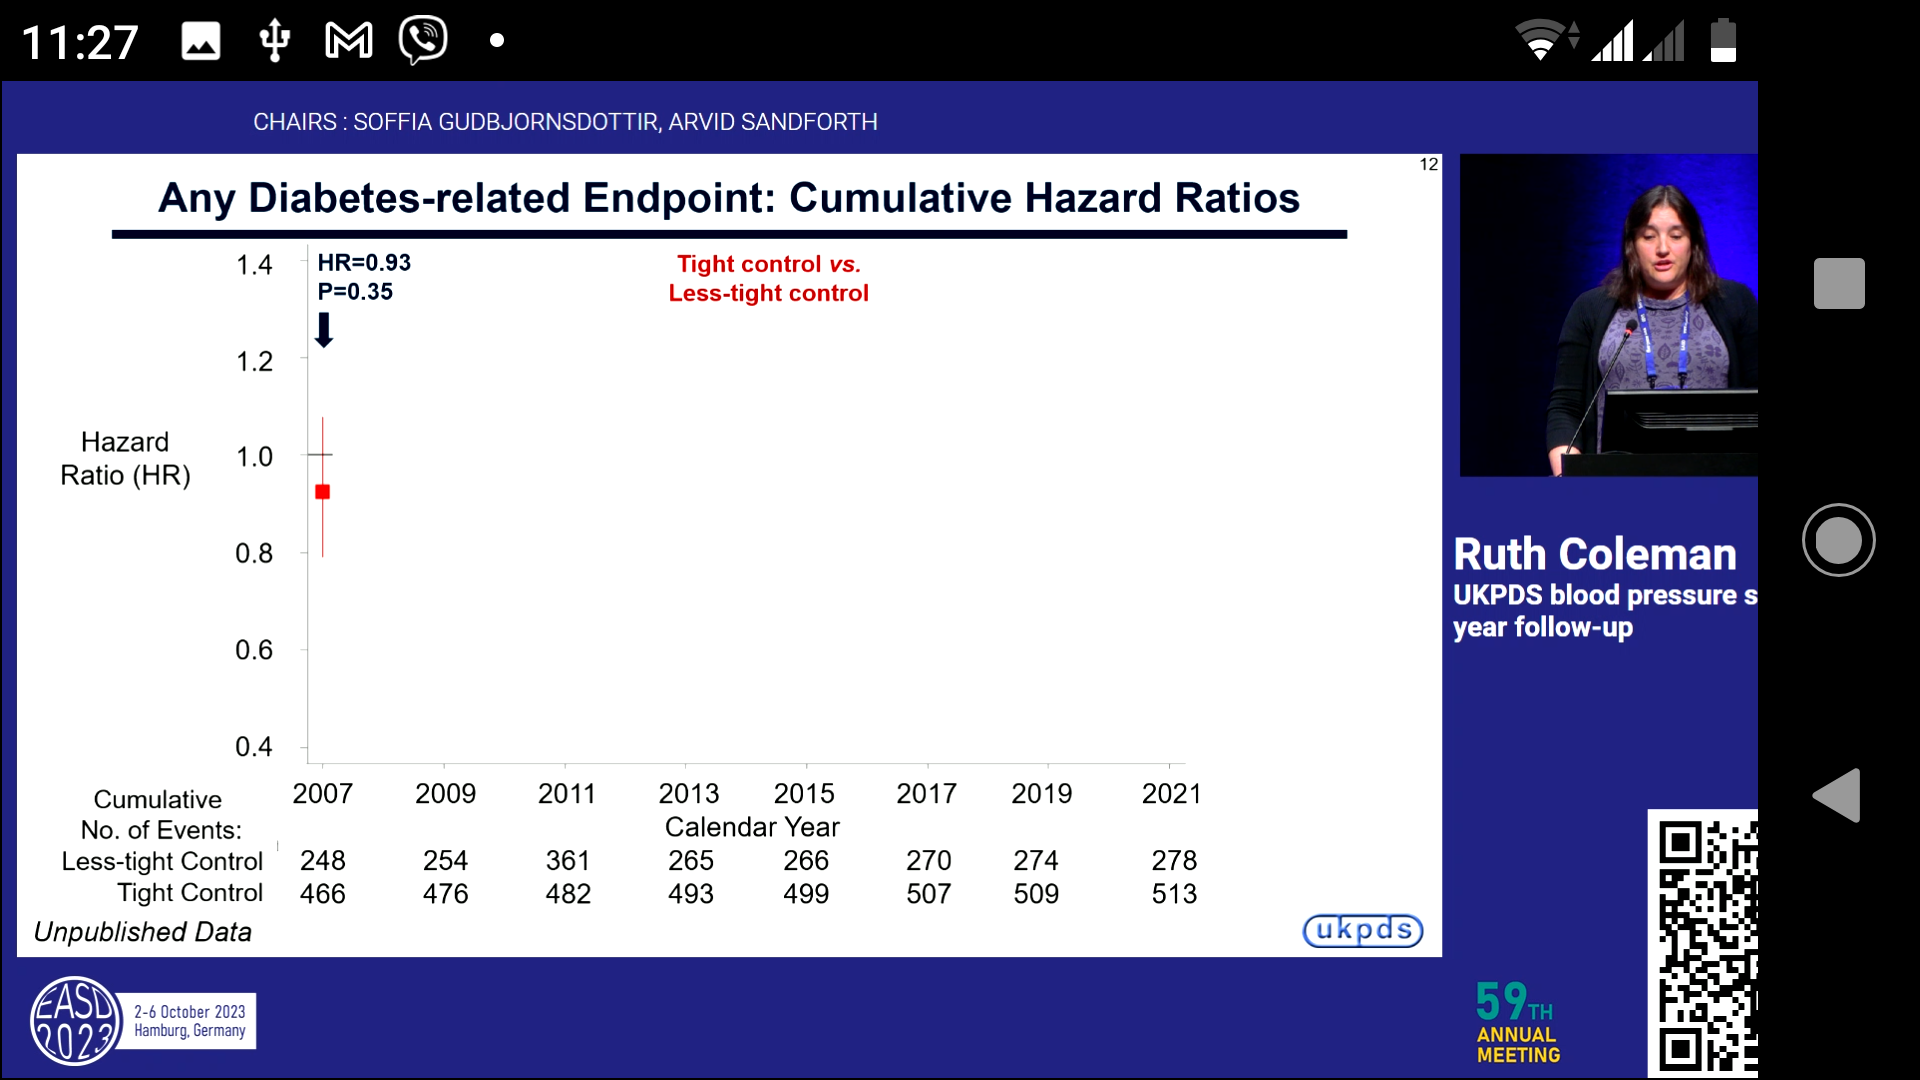 11:27
CHAIRS : SOFFIA GUDBJORNSDOTTIR, ARVID SANDFORTH
12
Any Diabetes-related Endpoint: Cumulative Hazard Ratios
HR=0.93
P=0.35
Tight control vs.
Less-tight control
1.4
1.2
1.0
0.8
0.6
0.4
Hazard
Ratio (HR)
2007 2009 2011 2013 2015 2017 2019 2021
Calendar Year
Cumulative
No. of Events:
Less-tight Control 248 254 361 265 266 270 274 278
Tight Control 466 476 482 493 499 507 509 513
Unpublished Data
ukpds
Ruth Coleman
UKPDS blood pressure s
year follow-up
EASD
2023
2-6 October 2023
Hamburg, Germany
59TH
ANNUAL
MEETING